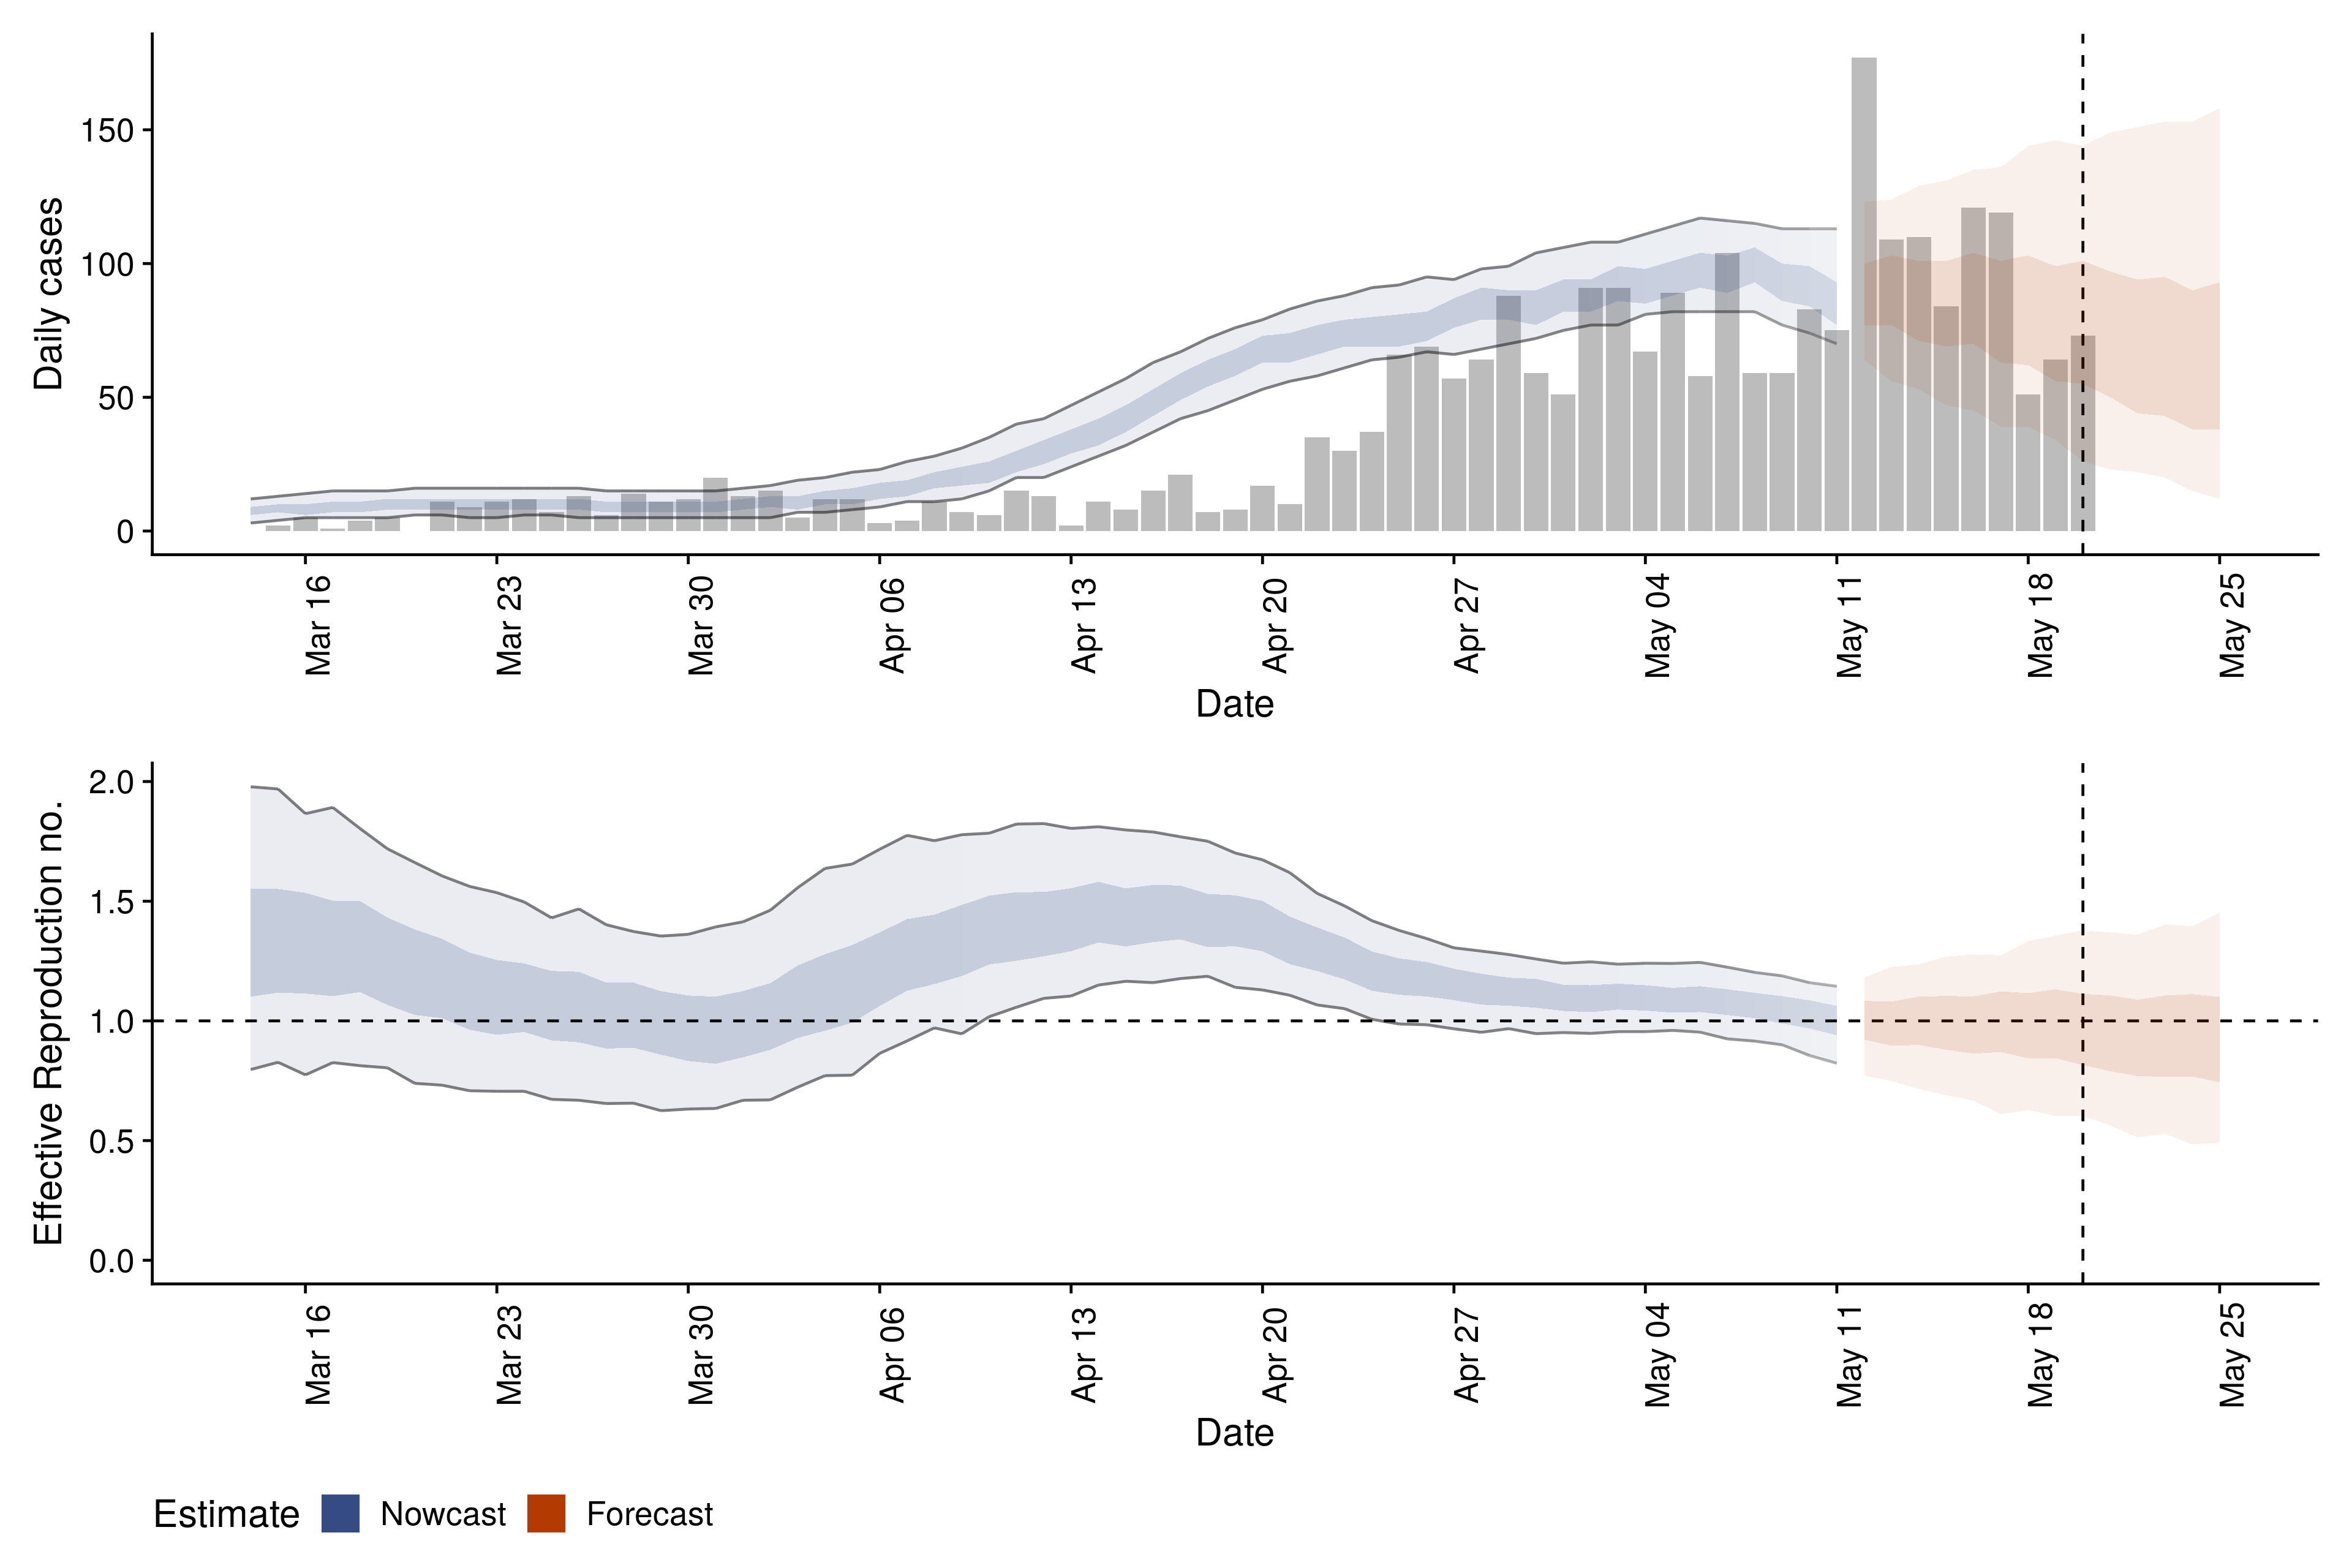 Daily cases
150
100
50
0
Mar 16
Mar 23
Mar 30
Apr 06
Apr 13
Apr 20
Apr 27
May 04
May 11
May 18
May 25
Date
Effective Reproduction no.
2.0
1.5
1.0
0.5
0.0
Mar 16
Mar 23
Mar 30
Apr 06
Apr 13
Apr 20
Apr 27
May 04
May 11
May 18
May 25
Date
Estimate Nowcast Forecast